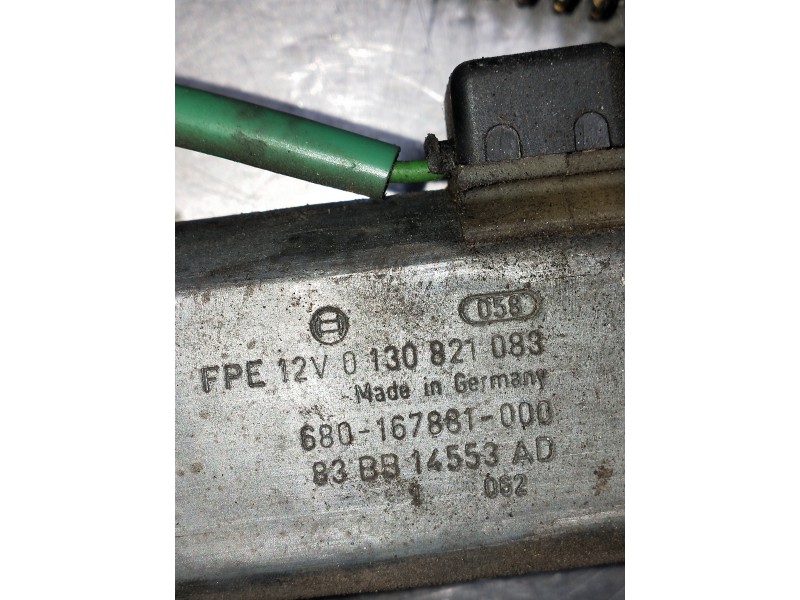 058
FPE 12V 0 130 821 083
Made in Germany
680-167881-000
83 BB 14553 AD
062